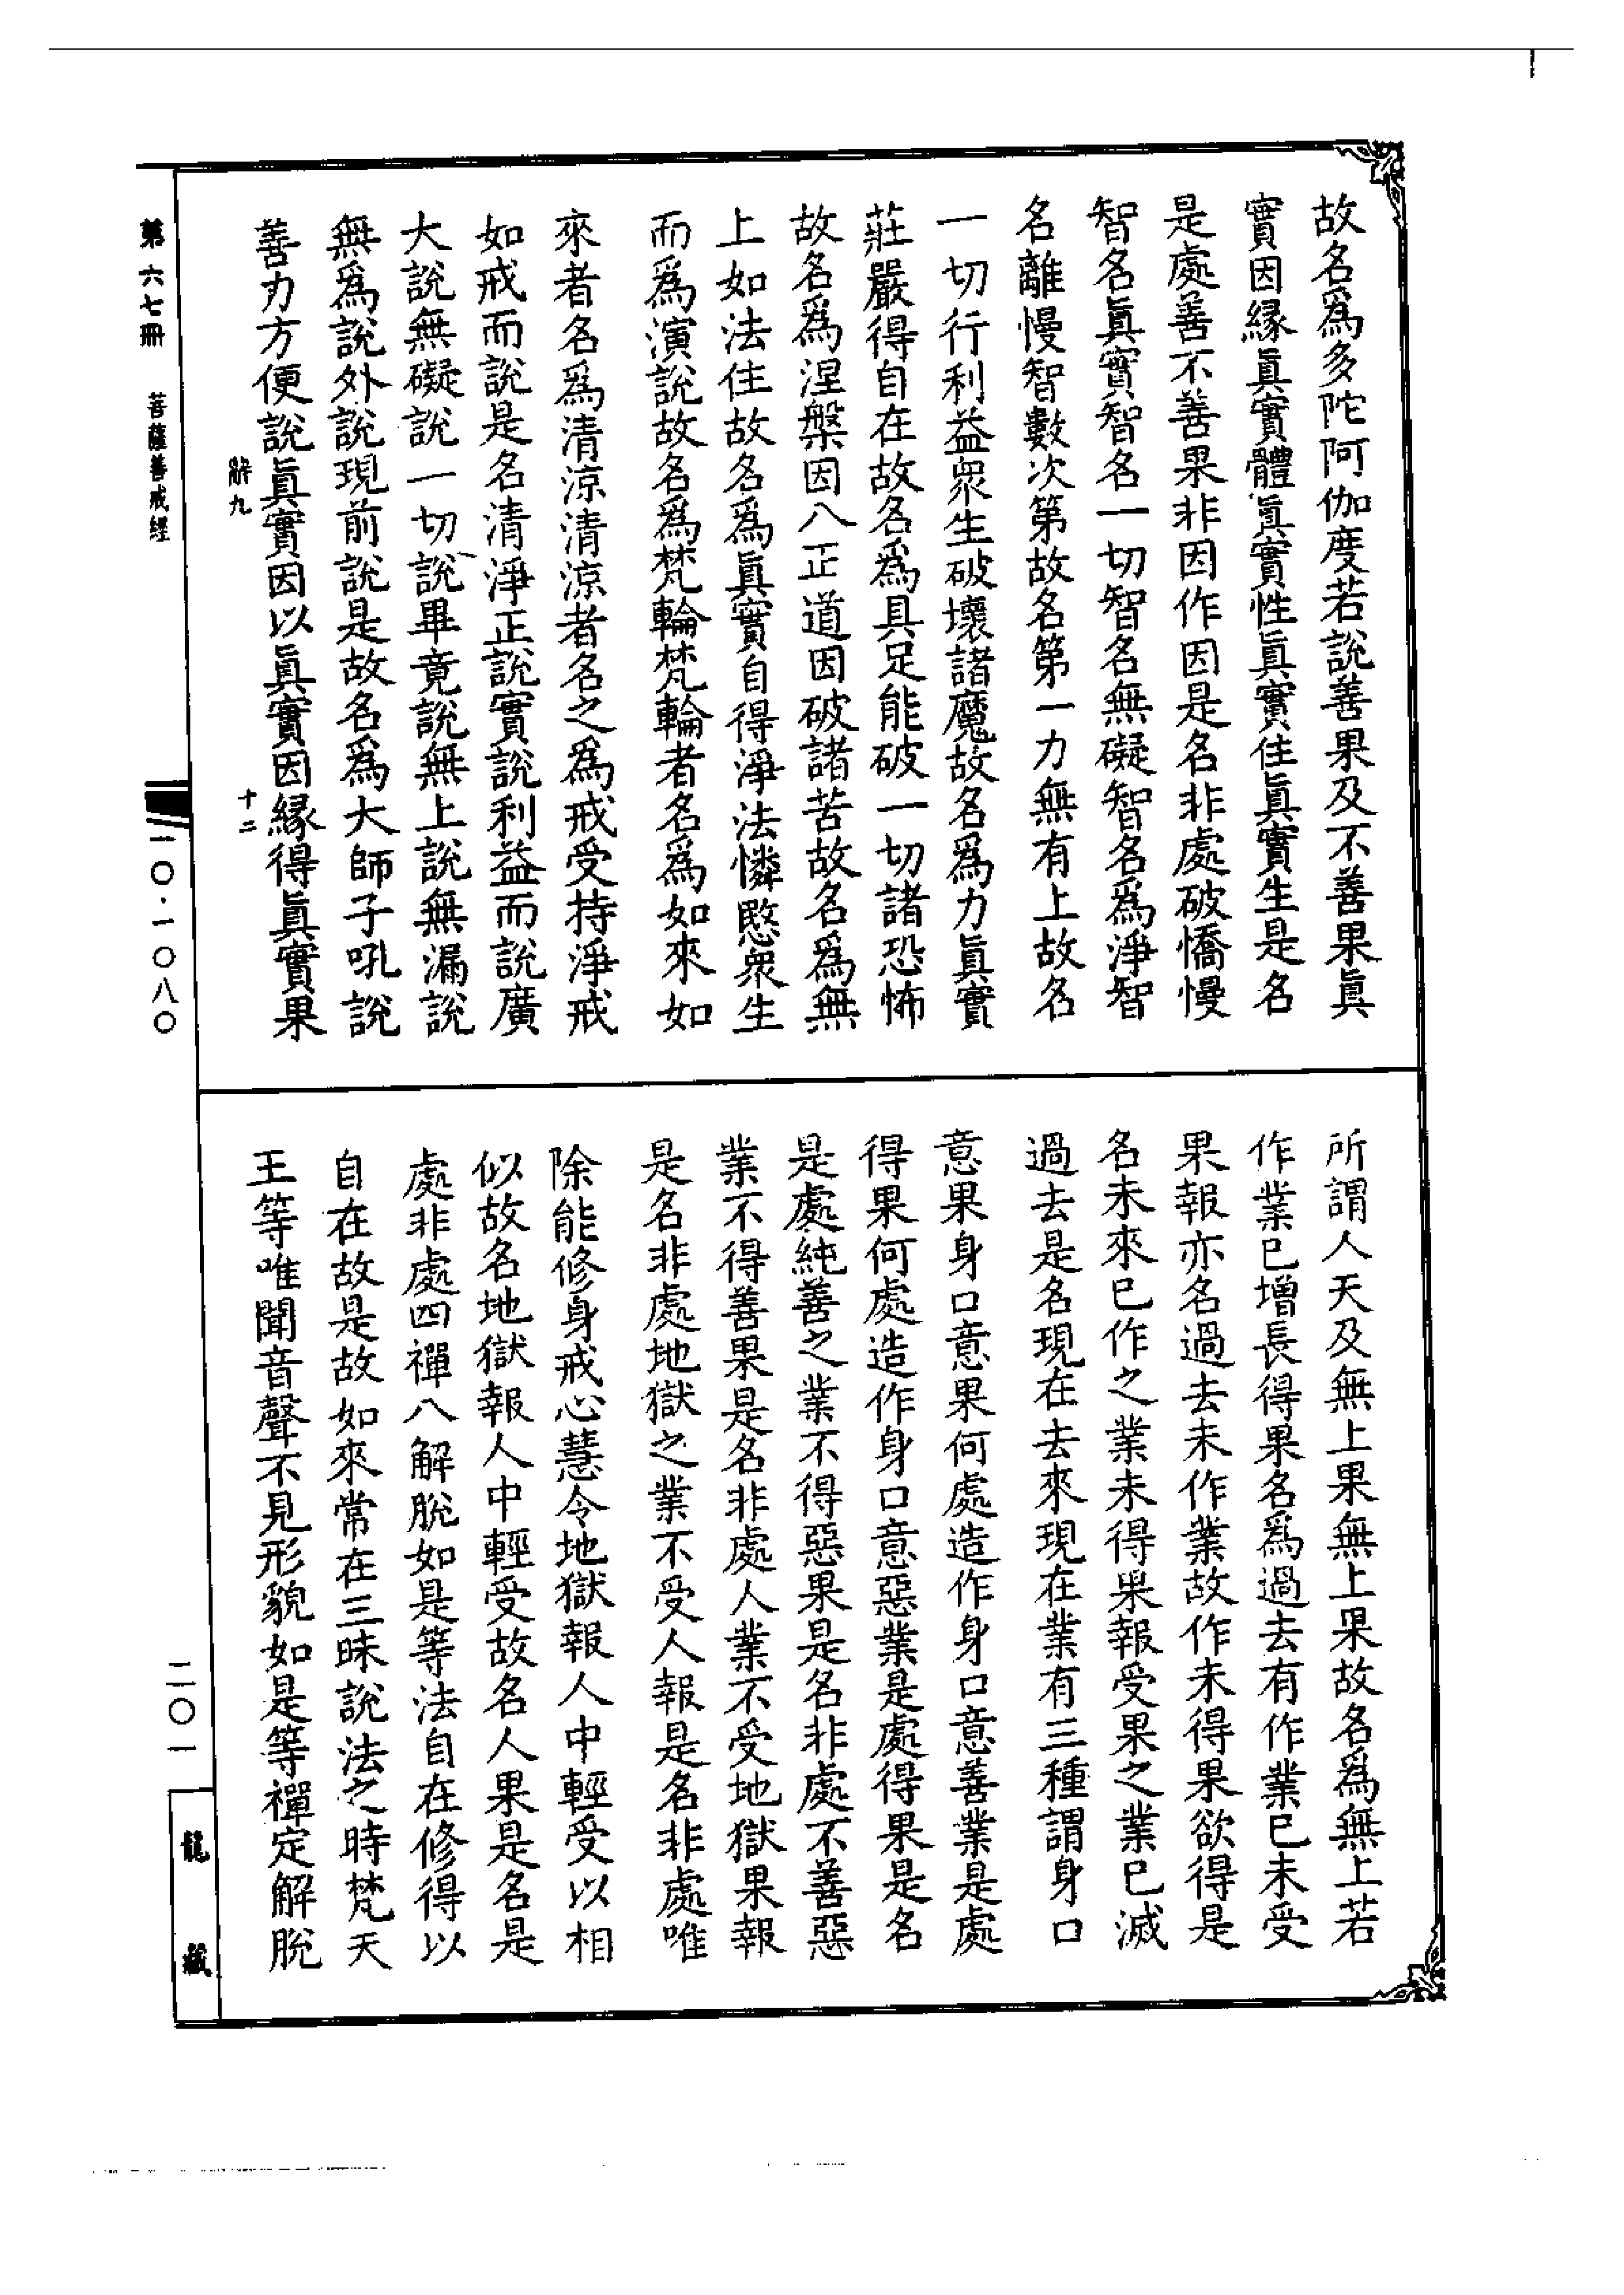 故名爲多陀阿伽度若說善果及不善果眞
實因縁眞實體眞實性眞實住眞實生是名
是處善不善果非因作因是名非處破憍慢
智名眞實智名一切智名無礙智名爲淨智
名離慢智數次第故名第一力無有上故名
一切行利益衆生破壞諸魔故名爲力眞實
莊嚴得自在故名爲具足能破一切諸恐怖
故名爲涅槃因八正道因破諸苦故名爲無
上如法住故名爲眞實自得淨法憐愍衆生
而爲演說故名爲梵輪梵輪者名爲如來如
來者名爲清涼清涼者名之爲戒受持淨戒
如戒而說是名清淨正說實說利益而說廣
大說無礙說一切說畢竟說無上說無漏說
無爲說外說現前說是故名爲大師子吼說
善力方便說眞實因以眞實因縁得眞實果
所謂人天及無上果無上果故名爲無上若
作業已增長得果名爲過去有作業已未受
果報亦名過去未作業故作未得果欲得是
名未來已作之業未得果報受果之業已滅
過去是名現在去來現在業有三種謂身口
意果身口意果何處造作身口意善業是處
得果何處造作身口意惡業是處得果是名
是處純善之業不得惡果是名非處不善惡
業不得善果是名非處人業不受地獄果報
是名非處地獄之業不受人報是名非處唯
除能修身戒心慧令地獄報人中輕受以相
似故名地獄報人中輕受故名人果是名是
處非處四禪八解脫如是等法自在修得以
自在故是故如來常在三昧說法之時梵天
王等唯聞音聲不見形貌如是等禪定解脫
第六七冊
菩薩善戒經
辭九
十二
一〇·一〇八〇
二〇一
龍藏